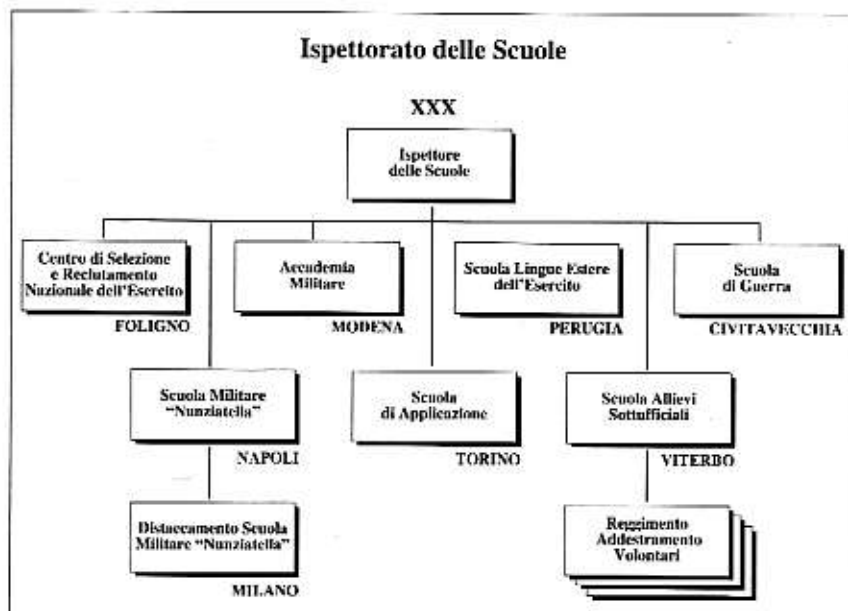 Ispettorato delle Scuole
XXX
Ispettore
delle Scuole
Centro di Selezione
e Reclutamento
Nazionale dell'Esercito
FOLIGNO
Accademia
Militare
MODENA
Scuola Lingue Estere
dell'Esercito
PERUGIA
Scuola
di Guerra
CIVITAVECCHIA
Scuola Militare
“Nunziatella”
NAPOLI
Scuola
di Applicazione
TORINO
Scuola Allievi
Sottufficiali
VITERBO
Distaccamento Scuola
Militare “Nunziatella”
MILANO
Reggimento
Addestramento
Volontari